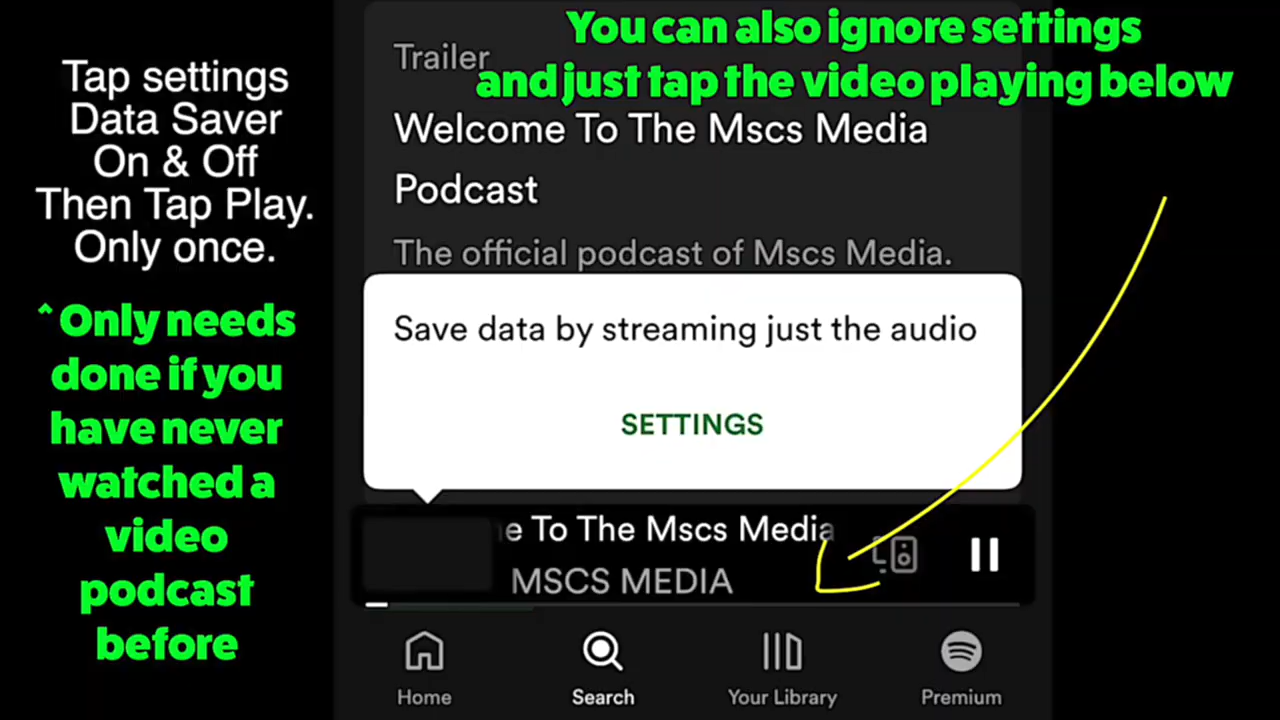 Tap settings
Data Saver
On & Off
Then Tap Play.
Only once.
^ Only needs
done if you
have never
watched a
video
podcast
before
You can also ignore settings
and just tap the video playing below
Trailer
Welcome To The Mscs Media
Podcast
The official podcast of Mscs Media.
Save data by streaming just the audio
SETTINGS
e To The Mscs Media
MSCS MEDIA
Home
Search
Your Library
Premium